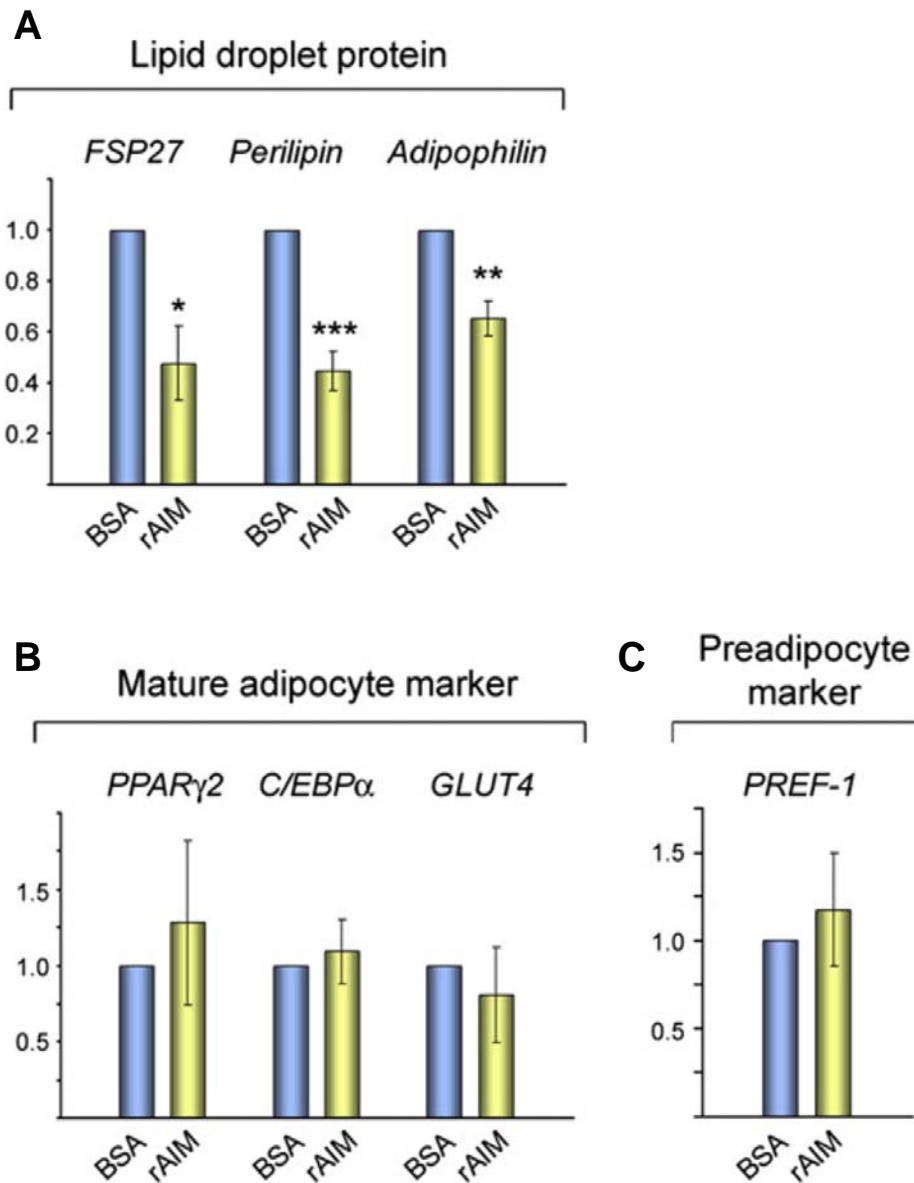 A
Lipid droplet protein
FSP27 Perilipin Adipophilin
1.0
0.8
0.6
0.4
0.2
* *** **
BSA rAIM BSA rAIM BSA rAIM
B
Mature adipocyte marker
PPARγ2 C/EBPα GLUT4
1.5
1.0
0.5
BSA rAIM BSA rAIM BSA rAIM
C
Preadipocyte
marker
PREF-1
1.5
1.0
0.5
BSA rAIM